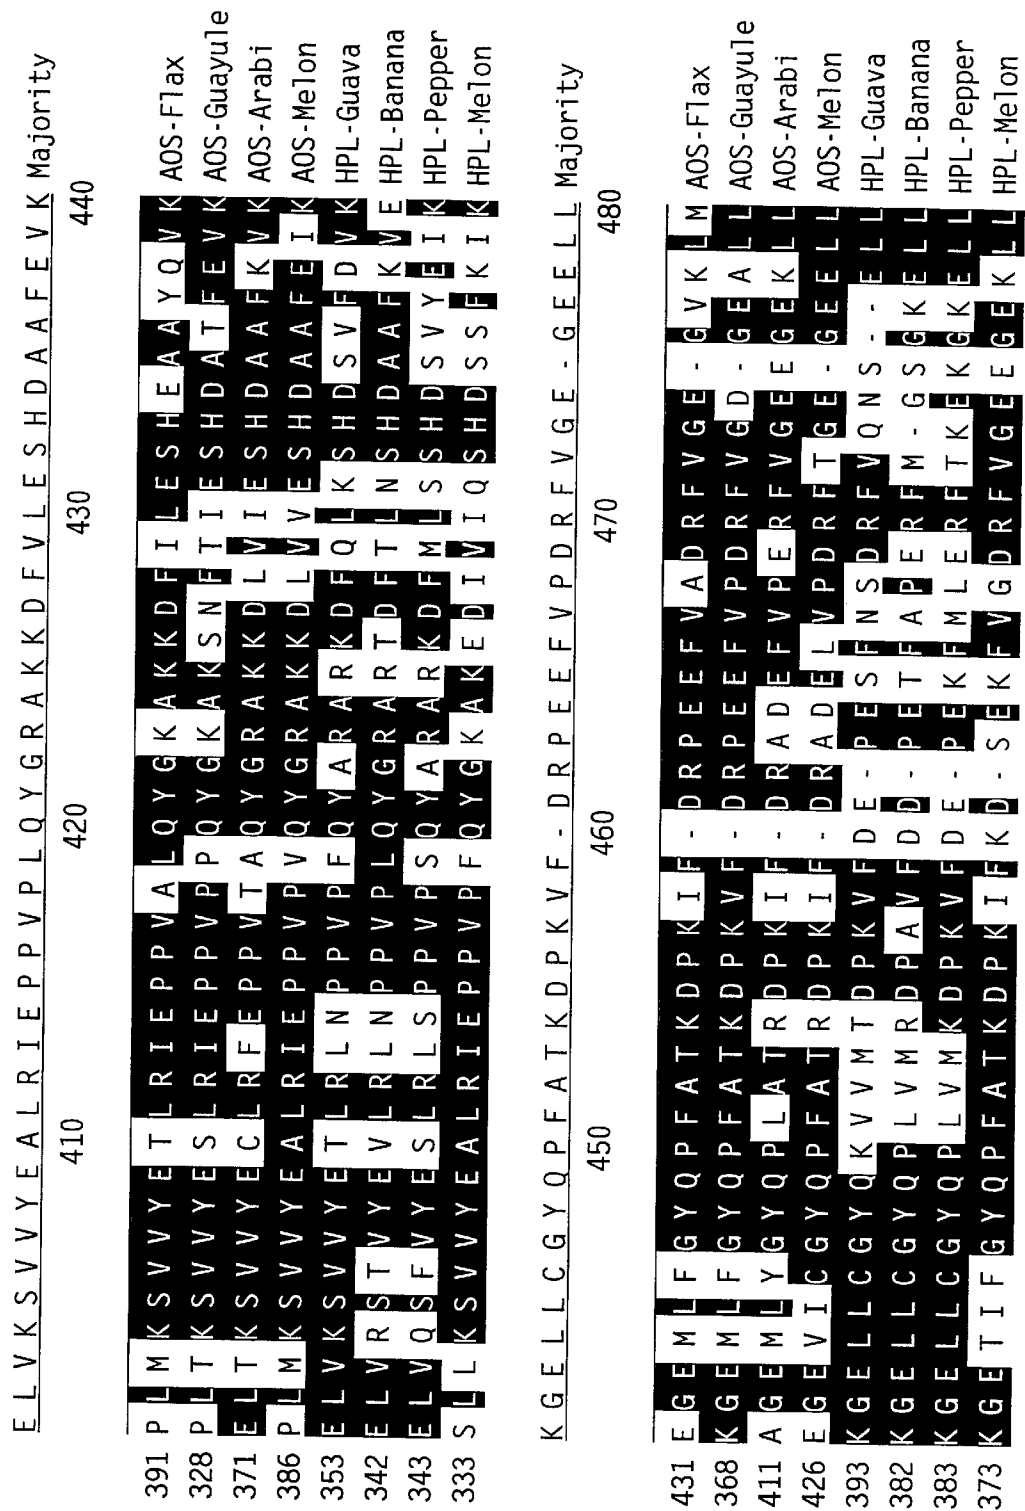 E L V K S V V Y E A L R I E P P V P L Q Y G R A K K D F V L E S H D A A F E V K Majority
410 420 430 440
391 P L M K S V V Y E T L R I E P P V A L Q Y G K A K K D F I L E S H E A A Y Q V K AOS-Flax
328 P L T K S V V Y E S L R I E P P V P P Q Y G K A K S N F T I E S H D A T F E V K AOS-Guayule
371 E L T K S V V Y E C L R F E P P V T A Q Y G R A K K D L V I E S H D A A F K V K AOS-Arabi
386 P L M K S V V Y E A L R I E P P V P V Q Y G R A K K D L V V E S H D A A F E I K AOS-Melon
353 E L V K S V V Y E T L R L N P P V P F Q Y A R A R K D F Q L K S H D S V F D V K HPL-Guava
342 E L V R S T V Y E V L R L N P P V P L Q Y G R A R T D F T L N S H D A A F K V E HPL-Banana
343 E L V Q S F V Y E S L R L S P P V P S Q Y A R A R K D F M L S S H D S V Y E I K HPL-Pepper
333 S L L K S V V Y E A L R I E P P V P F Q Y G K A K E D I V I Q S H D S S F K I K HPL-Melon
K G E L L C G Y Q P F A T K D P K V F - D R P E E F V P D R F V G E - G E E L L Majority
450 460 470 480
431 E G E M L F G Y Q P F A T K D P K I F - D R P E E F V A D R F V G E - G V K L M AOS-Flax
368 K G E M L F G Y Q P F A T K D P K V F - D R P E E F V P D R F V G D - G E A L L AOS-Guayule
411 A G E M L Y G Y Q P L A T R D P K I F - D R A D E F V P E R F V G E E G E K L L AOS-Arabi
426 E G E V I C G Y Q P F A T R D P K I F - D R A D E L V P D R F T G E - G E E L L AOS-Melon
393 K G E L L C G Y Q K V V M T D P K V F D E - P E S F N S D R F V Q N S - - E L L HPL-Guava
382 K G E L L C G Y Q P L V M R D P A V F D D - P E T F A P E R F M - G S G K E L L HPL-Banana
383 K G E L L C G Y Q P L V M K D P K V F D E - P E K F M L E R F T K E K G K E L L HPL-Pepper
373 K G E T I F G Y Q P F A T K D P K I F K D - S E K F V G D R F V G E E G E K L L HPL-Melon